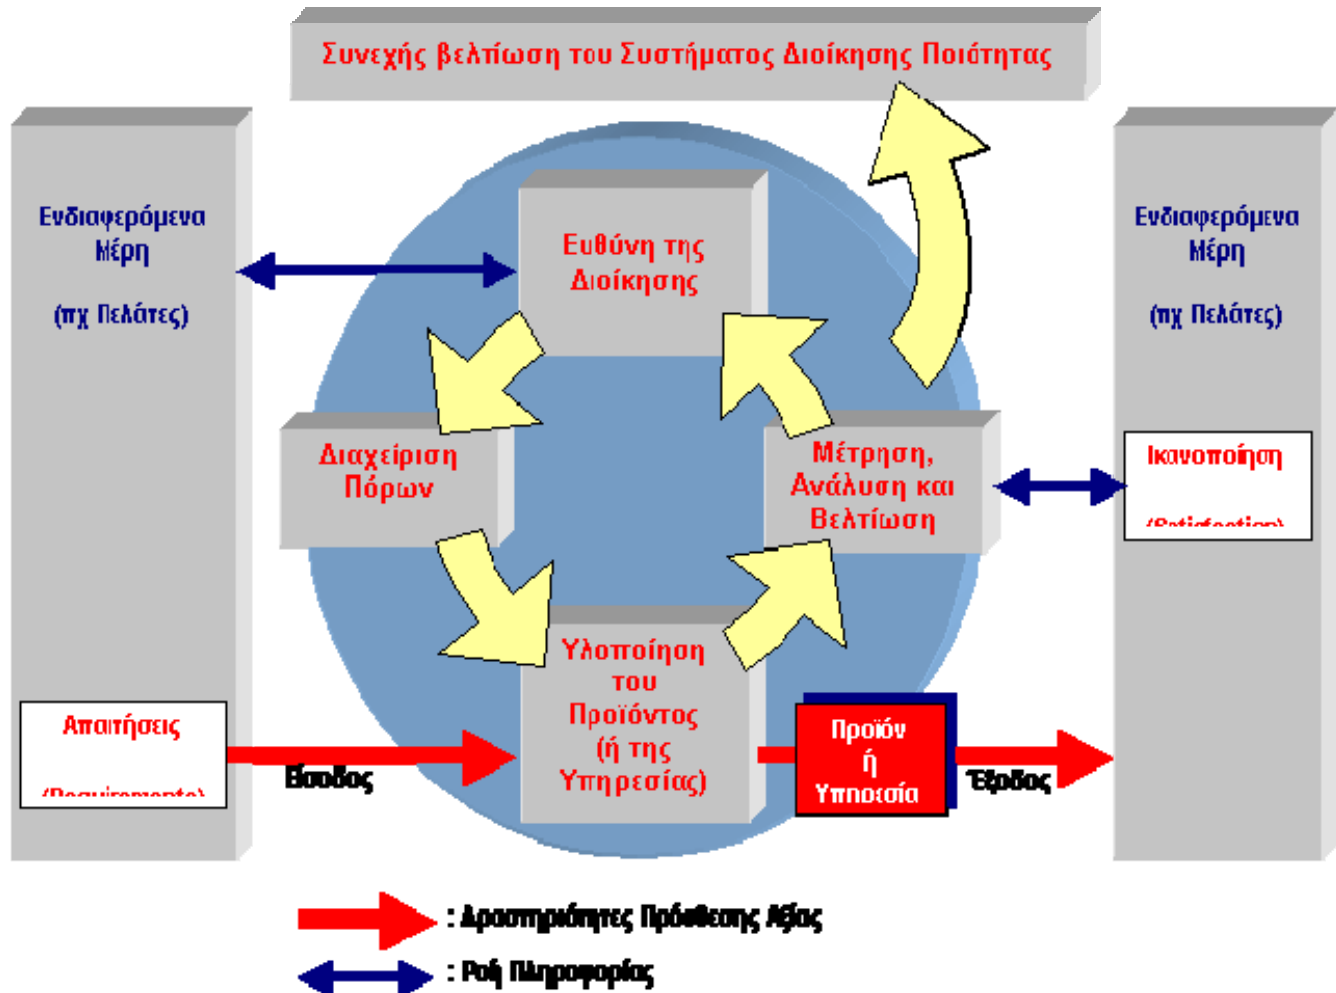 Συνεχής βελτίωση του Συστήματος Διοίκησης Ποιότητας
Ενδιαφερόμενα
Μέρη
(πχ Πελάτες)
Ευθύνη της
Διοίκησης
Ενδιαφερόμενα
Μέρη
(πχ Πελάτες)
Διαχείριση
Πόρων
Μέτρηση,
Ανάλυση και
Βελτίωση
Ικανοποίηση
(Satisfaction)
Υλοποίηση
του
Προϊόντος
(ή της
Υπηρεσίας)
Απαιτήσεις
(Requirements)
Είσοδος
Προϊόν
ή
Υπηρεσία
Έξοδος
: Δραστηριότητες Πρόσθεσης Αξίας
: Ροή Πληροφορίας